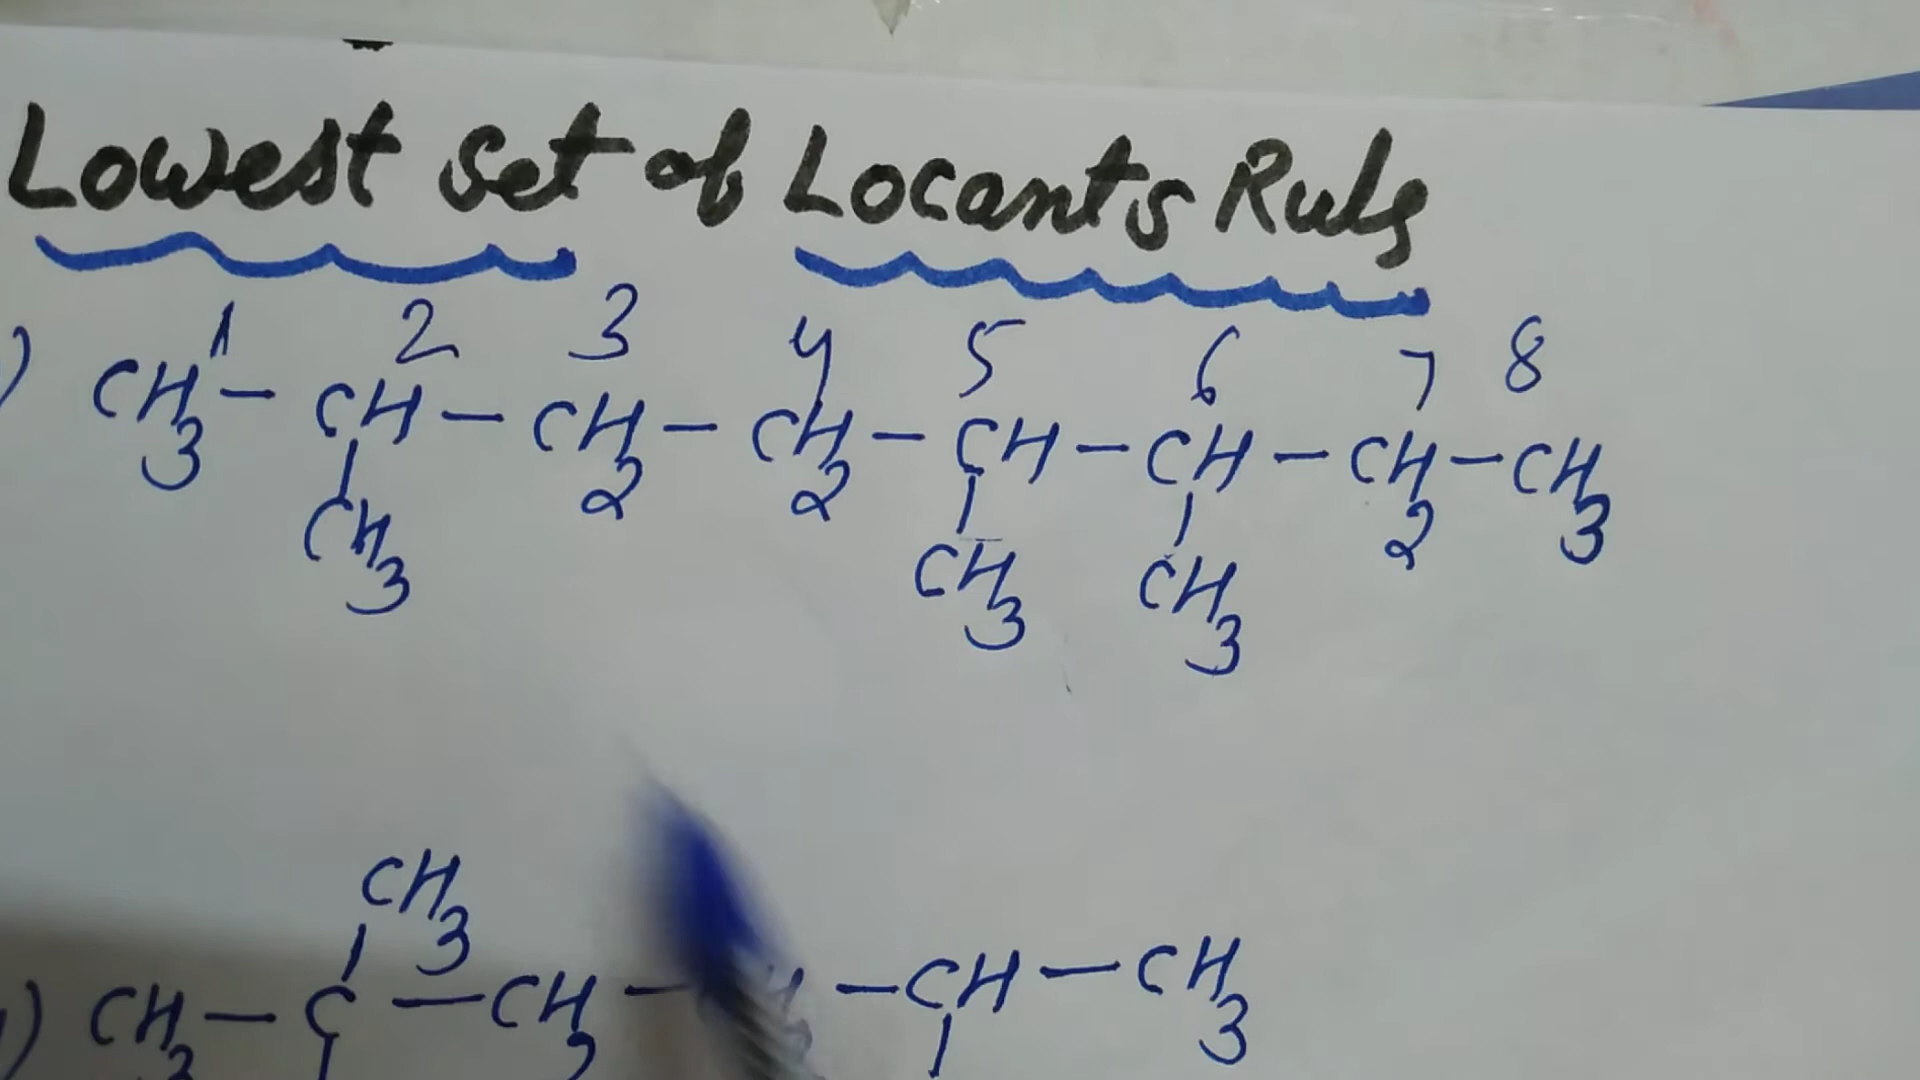 Lowest set of Locants Rule
1 2 3 4 5 6 7 8
) CH3 - CH - CH2 - CH2 - CH - CH - CH2 - CH3
CH3 CH3 CH3
CH3
) CH3 - C - CH2 - - CH - CH3